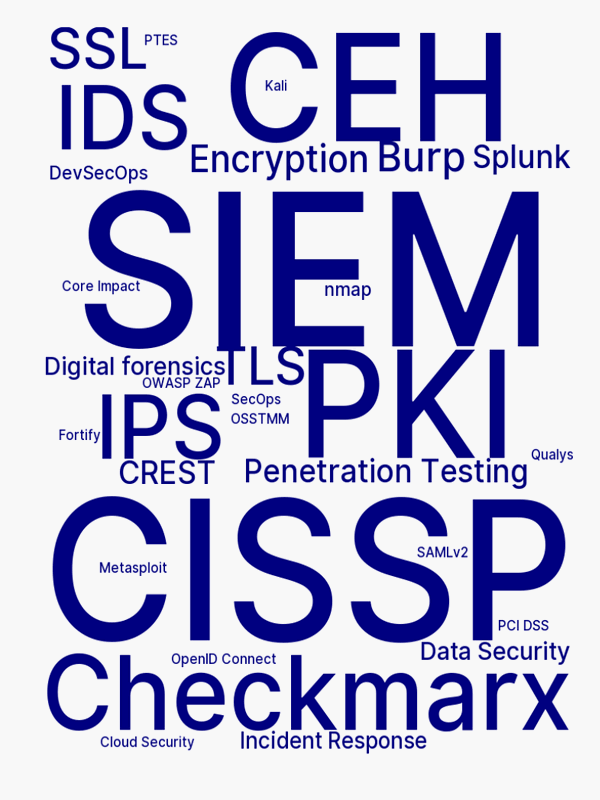 SSL
PTES
CEH
Kali
IDS
Encryption
Burp
Splunk
DevSecOps
SIEM
Core Impact
nmap
Digital forensics
TLS
PKI
OWASP ZAP
IPS
SecOps
OSSTMM
Fortify
Qualys
CREST
Penetration Testing
CISSP
SAMLv2
Metasploit
PCI DSS
Data Security
OpenID Connect
Checkmarx
Cloud Security
Incident Response